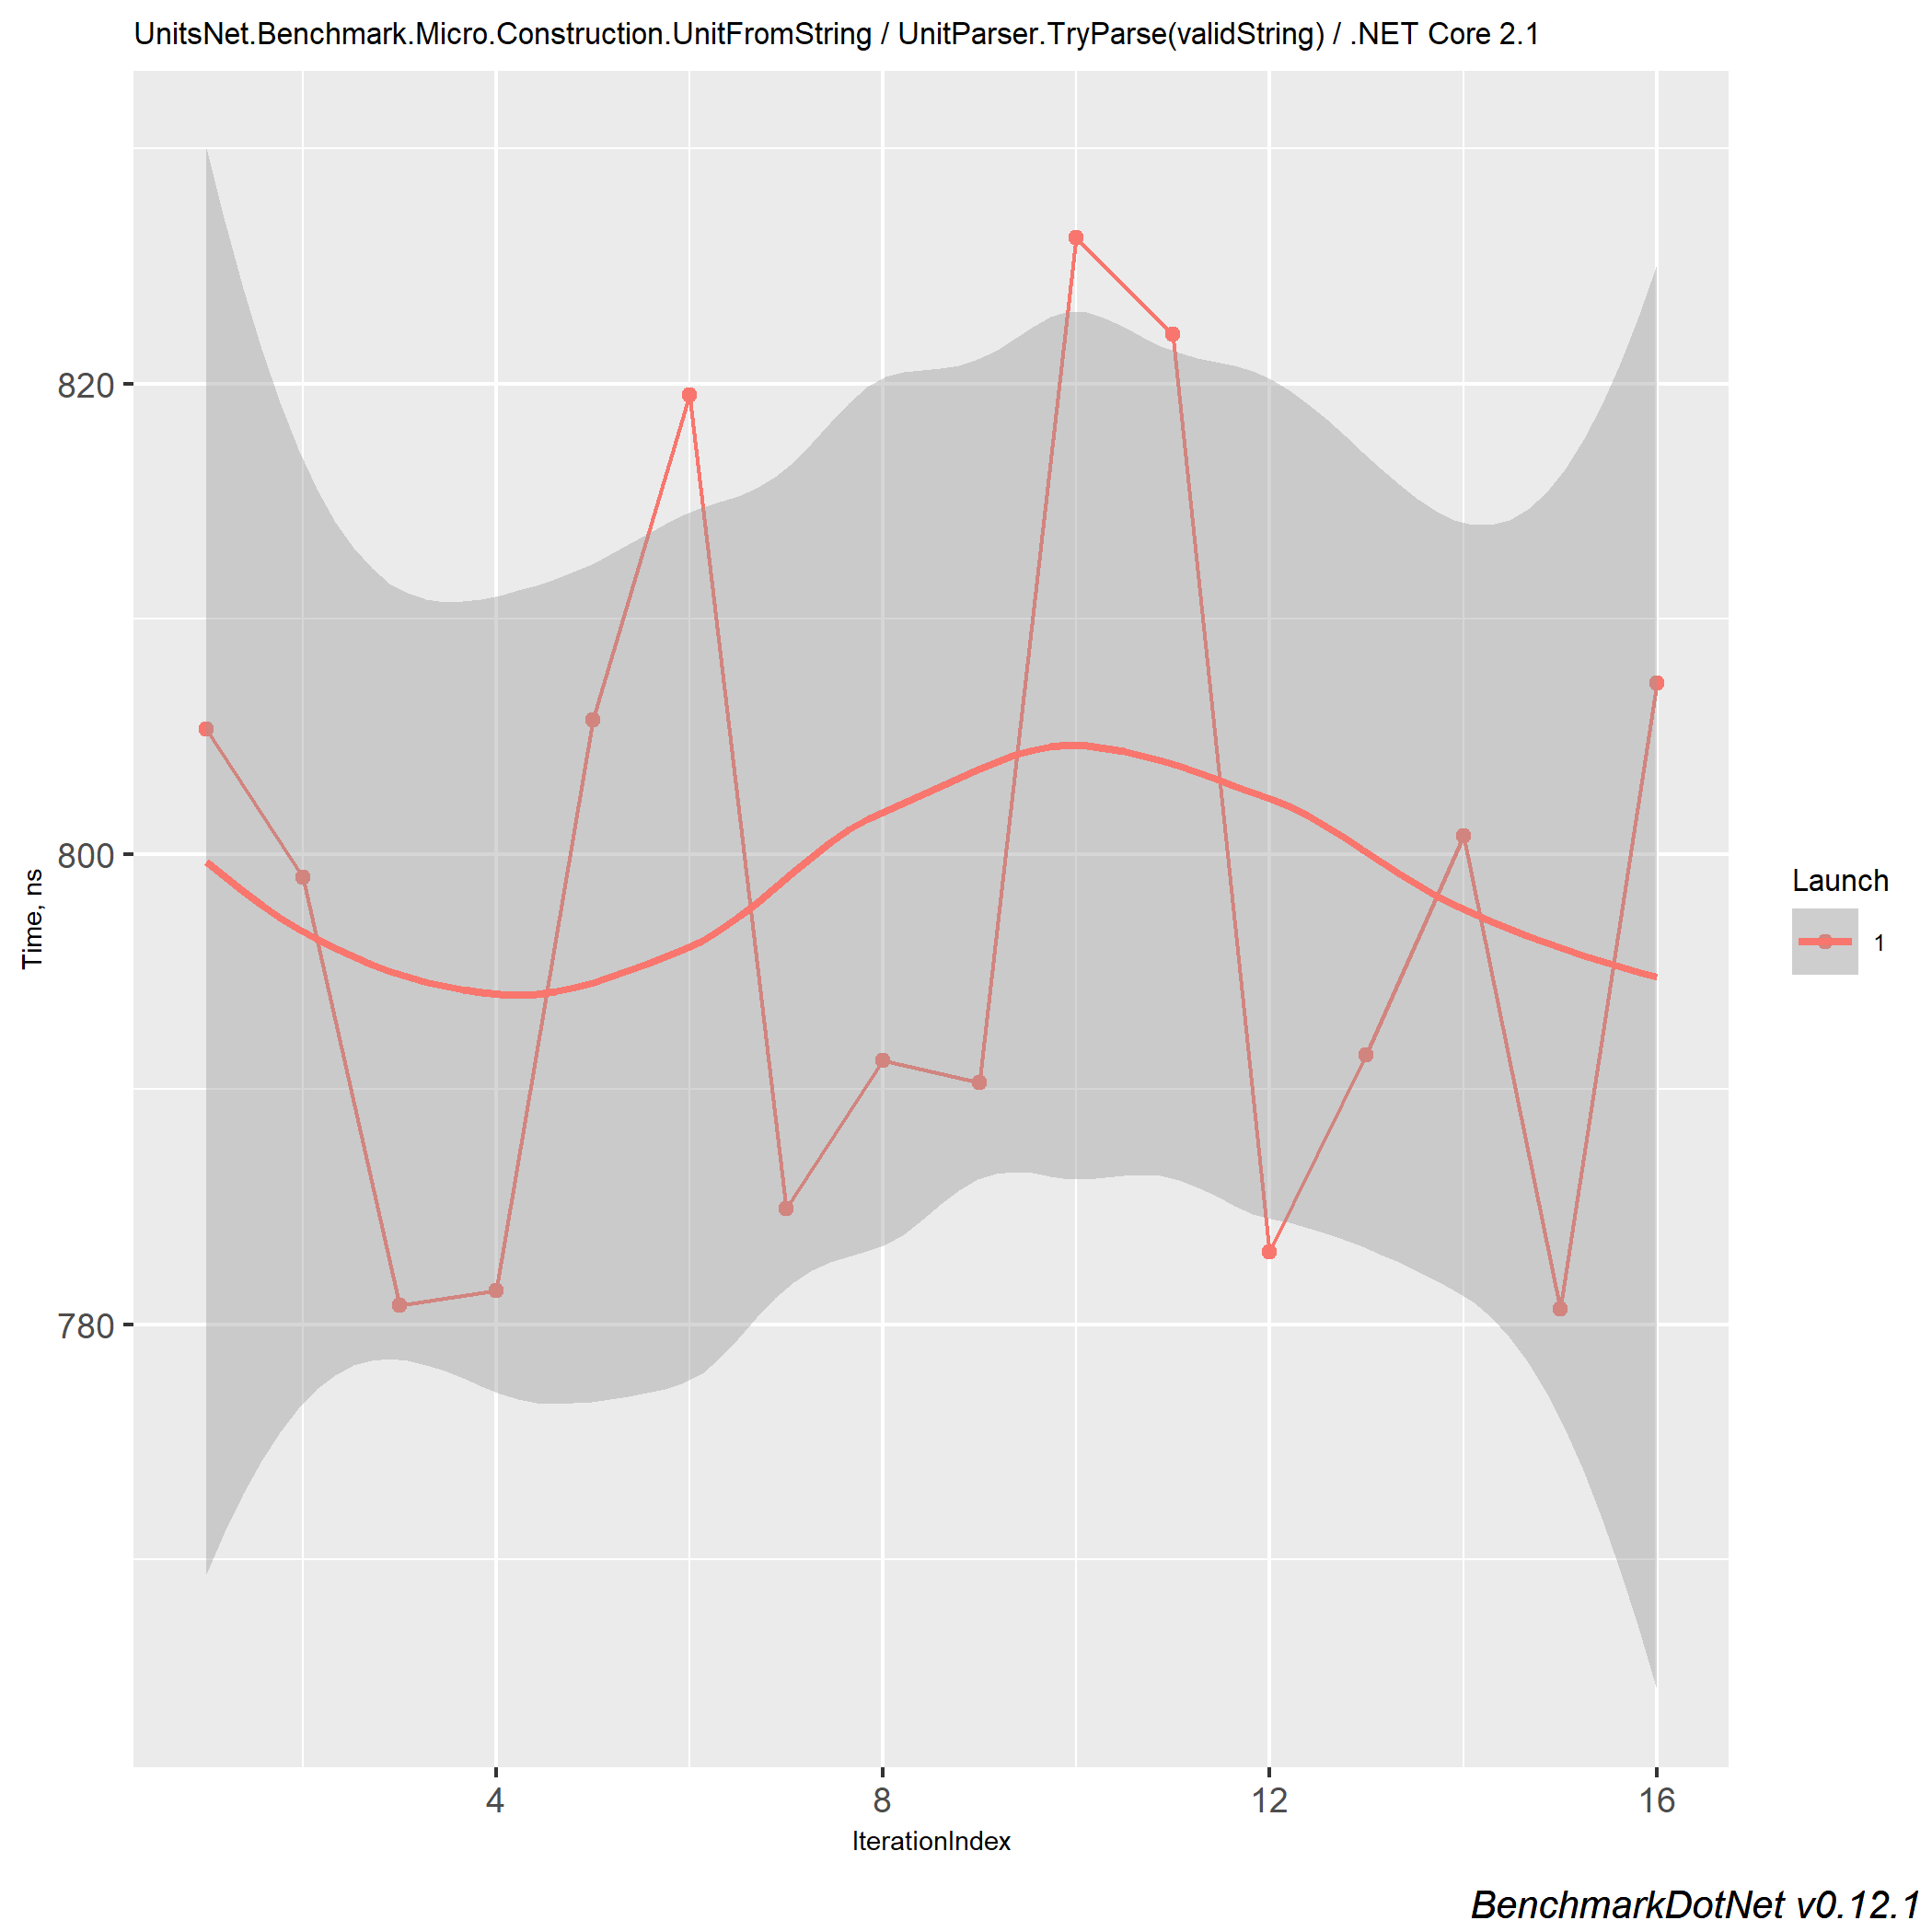 UnitsNet.Benchmark.Micro.Construction.UnitFromString / UnitParser.TryParse(validString) / .NET Core 2.1
820
800
780
Time, ns
4 8 12 16
IterationIndex
Launch
1
BenchmarkDotNet v0.12.1